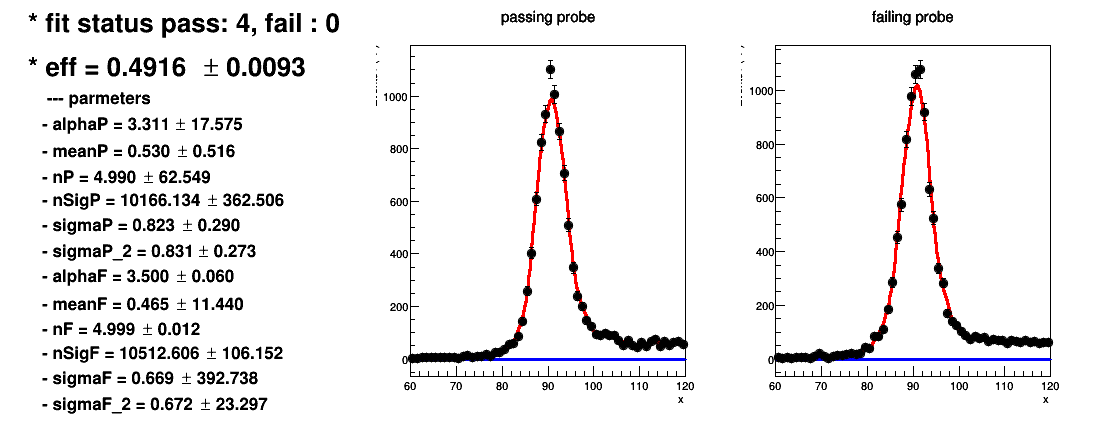 * fit status pass: 4, fail : 0
* eff = 0.4916 ± 0.0093
--- parmeters
- alphaP = 3.311 ± 17.575
- meanP = 0.530 ± 0.516
- nP = 4.990 ± 62.549
- nSigP = 10166.134 ± 362.506
- sigmaP = 0.823 ± 0.290
- sigmaP_2 = 0.831 ± 0.273
- alphaF = 3.500 ± 0.060
- meanF = 0.465 ± 11.440
- nF = 4.999 ± 0.012
- nSigF = 10512.606 ± 106.152
- sigmaF = 0.669 ± 392.738
- sigmaF_2 = 0.672 ± 23.297
passing probe
1000
800
600
400
200
0
60 70 80 90 100 110 120
x
failing probe
1000
800
600
400
200
0
60 70 80 90 100 110 120
x